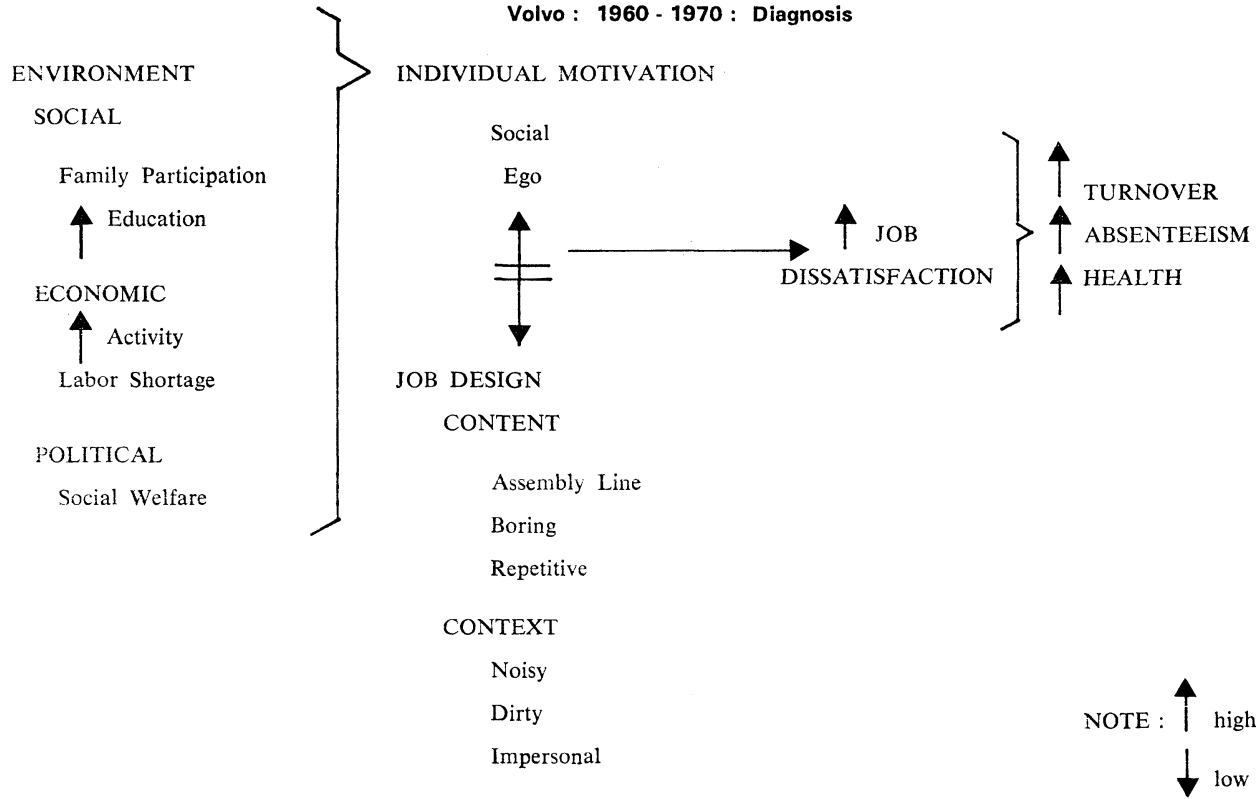 Volvo : 1960 - 1970 : Diagnosis
ENVIRONMENT
SOCIAL
Family Participation
Education
ECONOMIC
Activity
Labor Shortage
POLITICAL
Social Welfare
INDIVIDUAL MOTIVATION
Social
Ego
JOB DESIGN
CONTENT
Assembly Line
Boring
Repetitive
CONTEXT
Noisy
Dirty
Impersonal
JOB
DISSATISFACTION
TURNOVER
ABSENTEEISM
HEALTH
NOTE : high
low